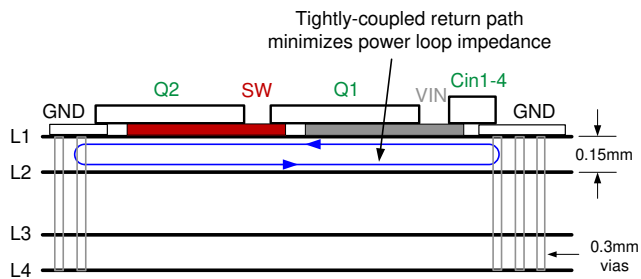 Tightly-coupled return path
minimizes power loop impedance
Q2
SW
Q1
VIN
Cin1-4
GND
GND
L1
L2
0.15mm
L3
L4
0.3mm
vias